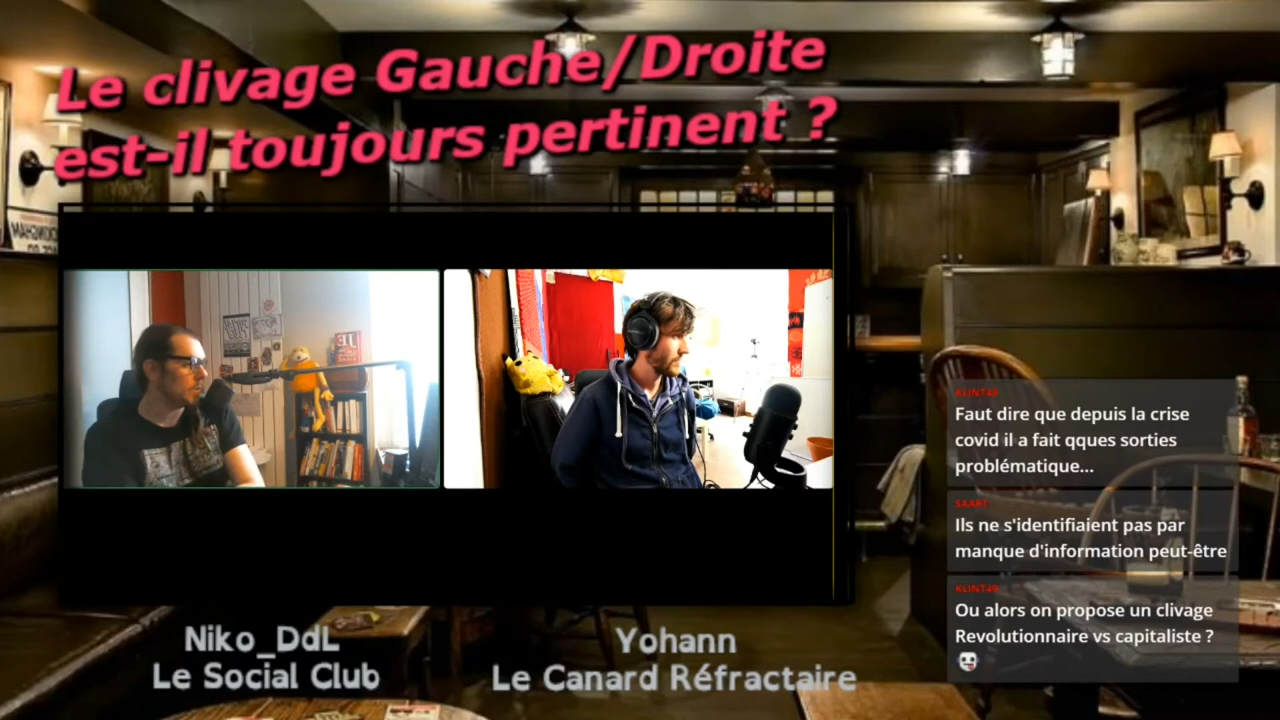 Le clivage Gauche/Droite
est-il toujours pertinent ?
JE
KLINT49
Faut dire que depuis la crise
covid il a fait qques sorties
problématique...
Ils ne s'identifiaient pas par
manque d'information peut-être
KLINT49
Ou alors on propose un clivage
Revolutionnaire vs capitaliste ?
Niko_DdL
Le Social Club
Yohann
Le Canard Réfractaire